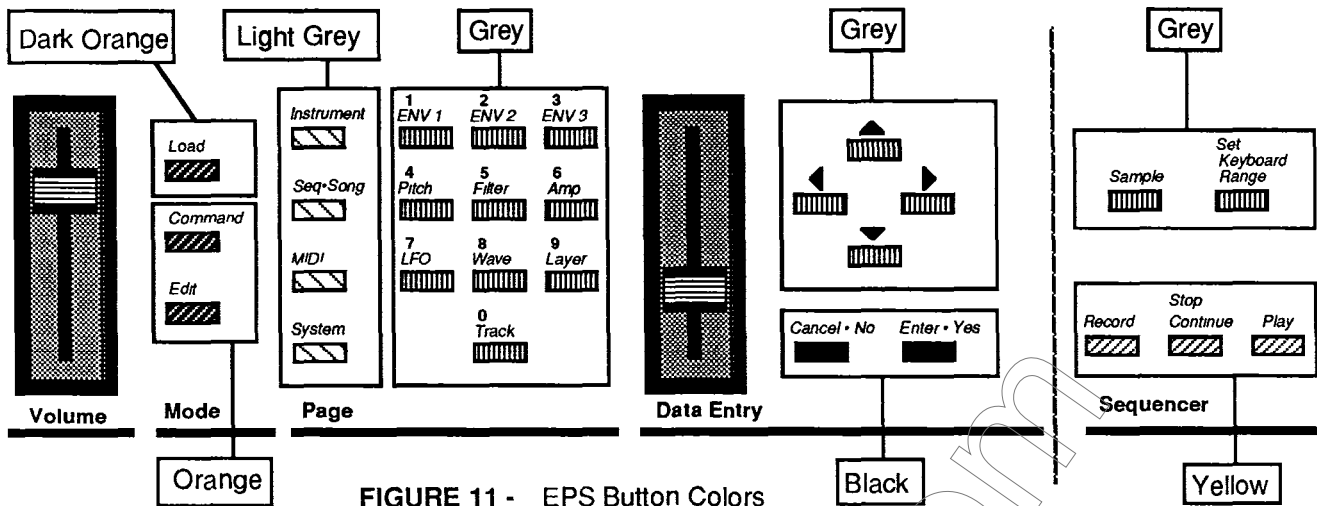 Dark Orange
Light Grey
Grey
Grey
Grey
Load
Command
Edit
Instrument
Seq•Song
MIDI
System
1 2 3
ENV 1 ENV 2 ENV 3
4 5 6
Pitch Filter Amp
7 8 9
LFO Wave Layer
0
Track
Cancel • No Enter • Yes
Sample
Set
Keyboard
Range
Stop
Record Continue Play
Volume
Mode
Page
Data Entry
Sequencer
Orange
FIGURE 11 - EPS Button Colors
Black
Yellow